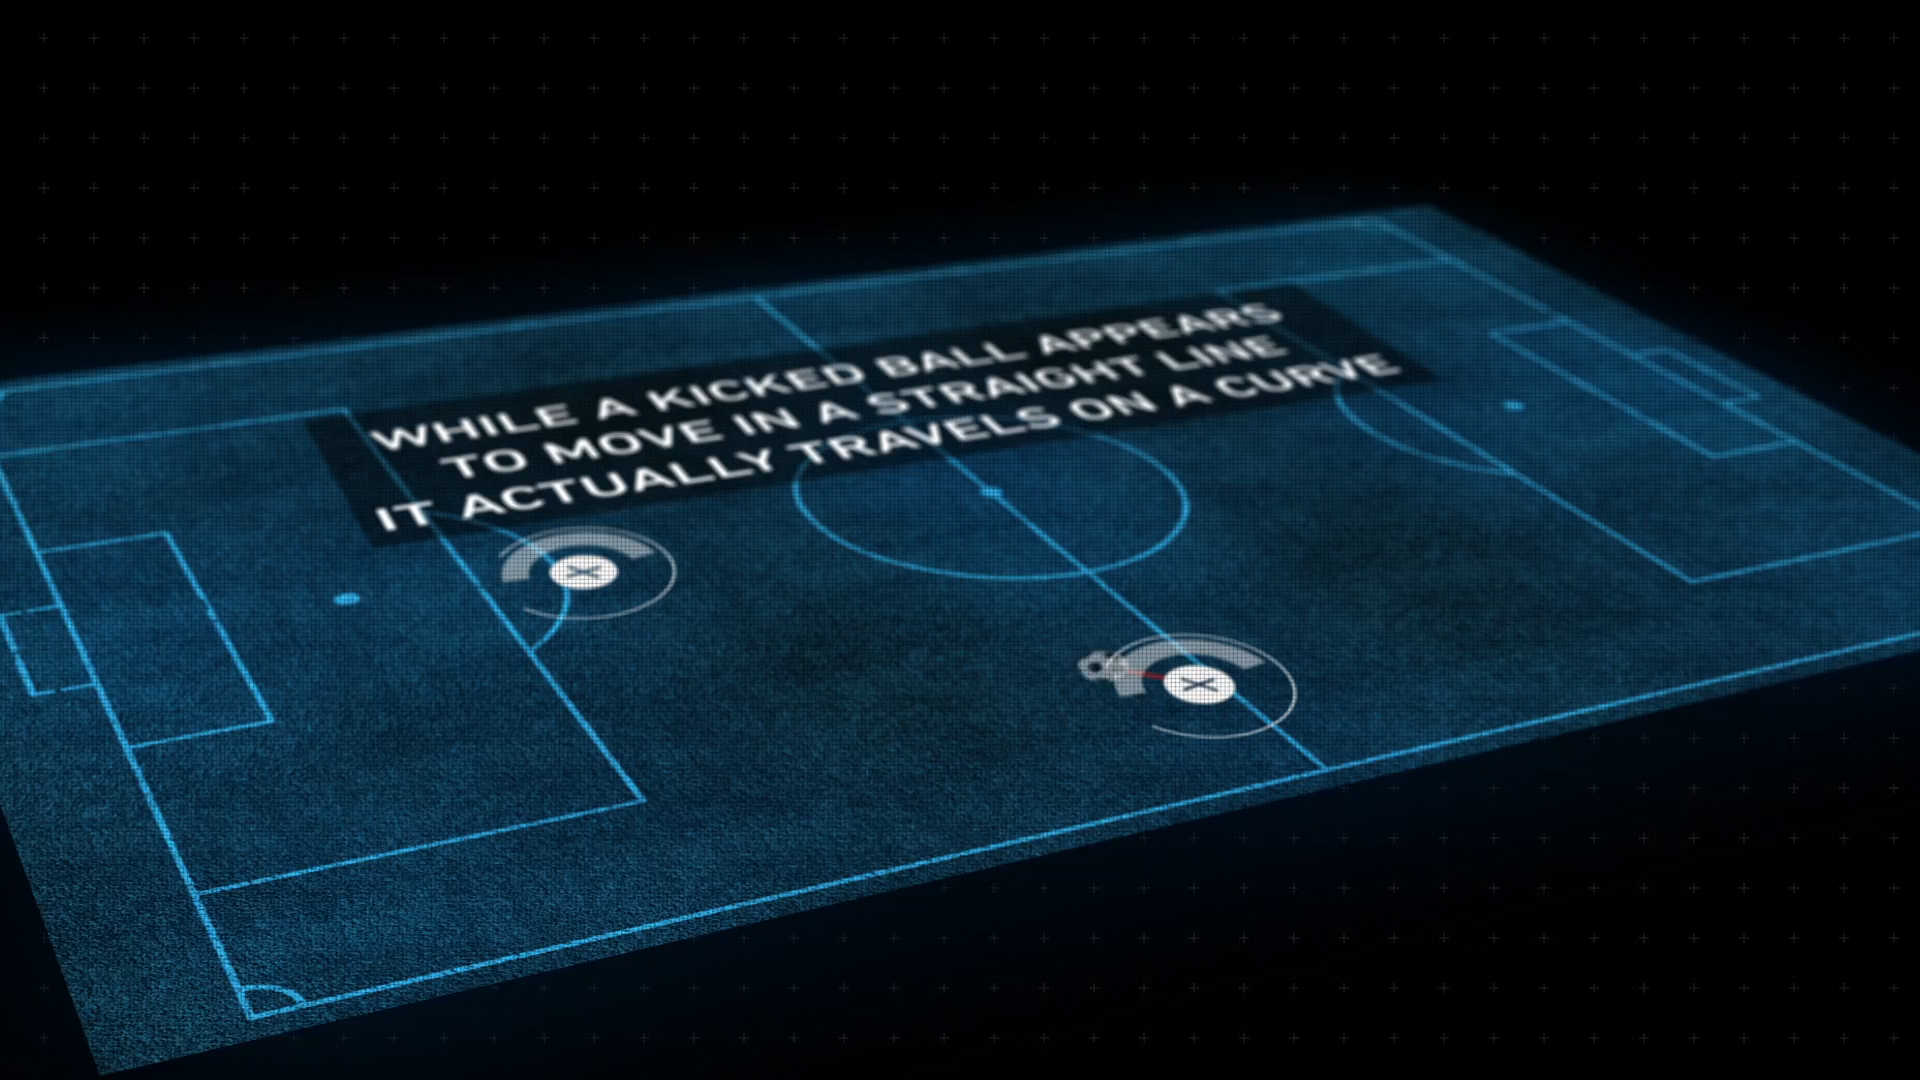 WHILE A KICKED BALL APPEARS
TO MOVE IN A STRAIGHT LINE
IT ACTUALLY TRAVELS ON A CURVE